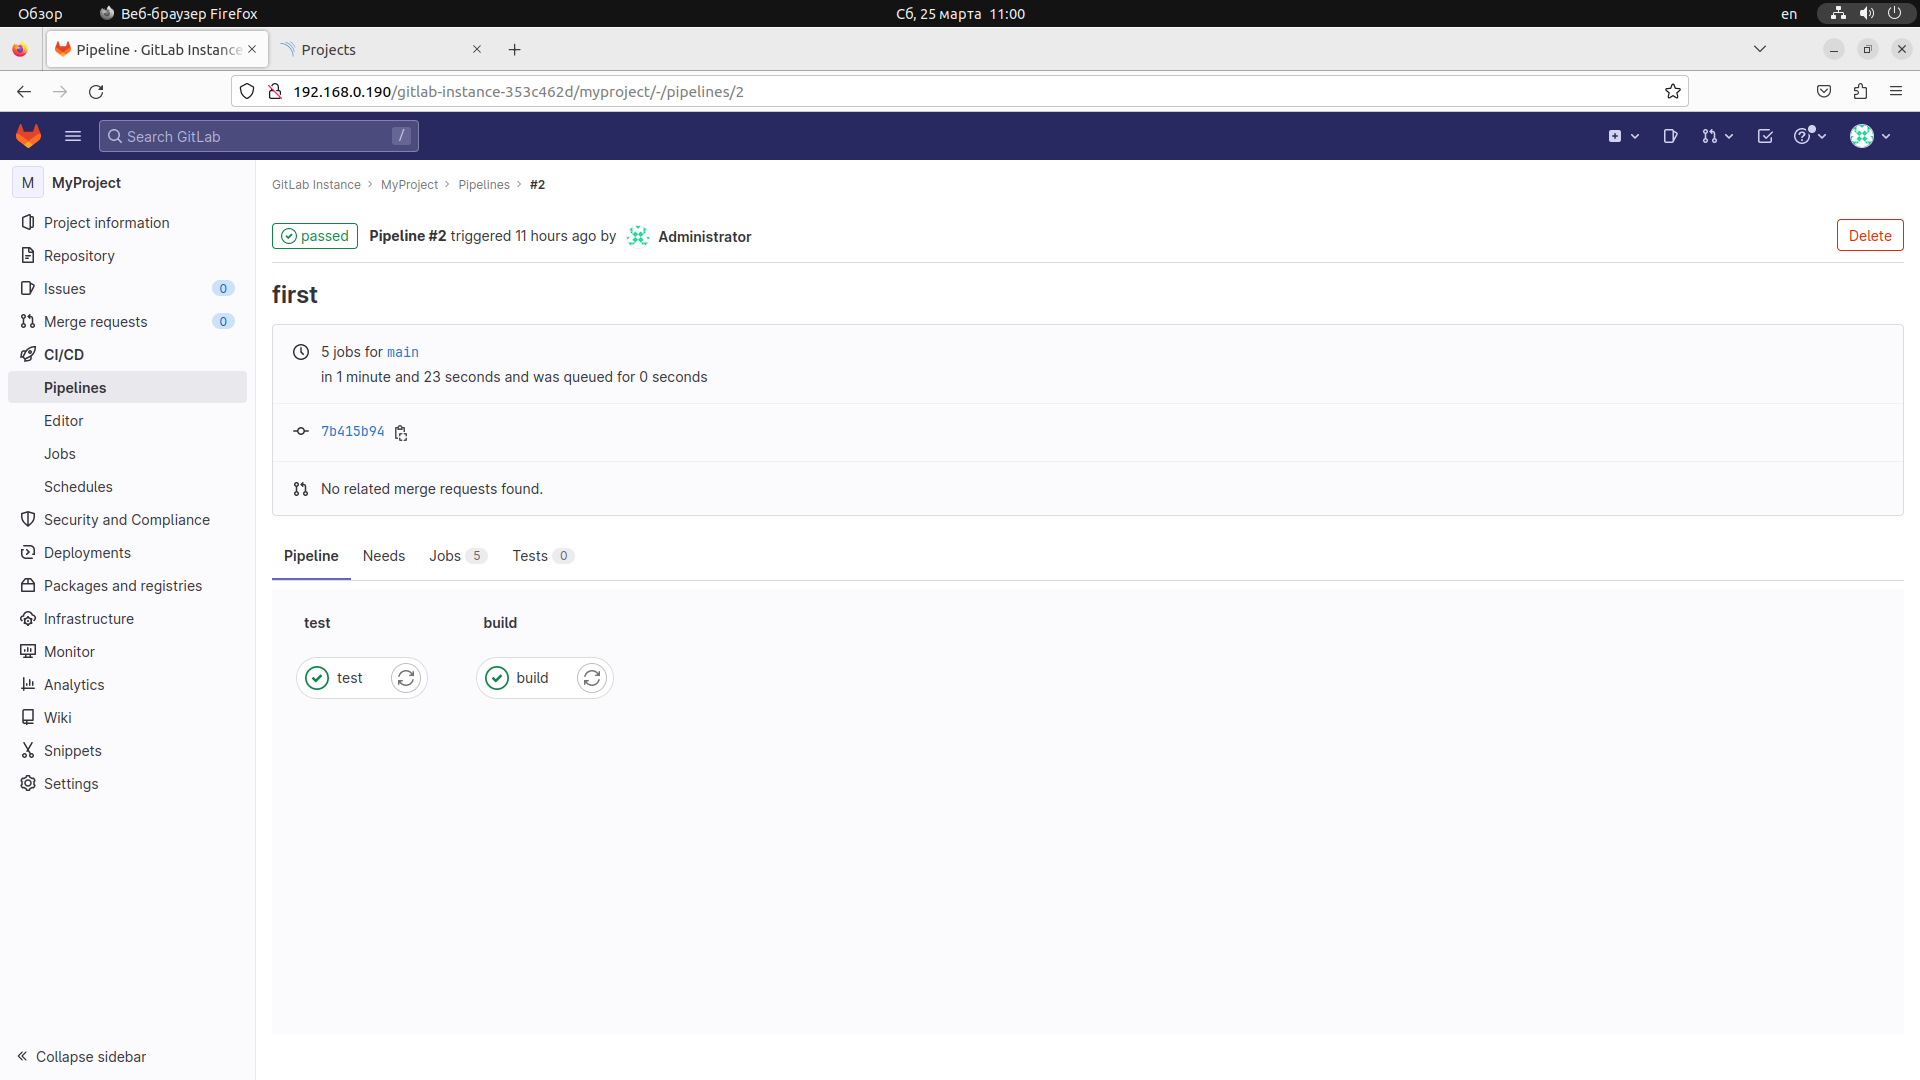 Обзор
Веб-браузер Firefox
Сб, 25 марта 11:00
en
Pipeline · GitLab Instance
Projects
192.168.0.190/gitlab-instance-353c462d/myproject/-/pipelines/2
Search GitLab
/
M MyProject
Project information
Repository
Issues 0
Merge requests 0
CI/CD
Pipelines
Editor
Jobs
Schedules
Security and Compliance
Deployments
Packages and registries
Infrastructure
Monitor
Analytics
Wiki
Snippets
Settings
Collapse sidebar
GitLab Instance › MyProject › Pipelines › #2
passed Pipeline #2 triggered 11 hours ago by Administrator
Delete
first
5 jobs for main
in 1 minute and 23 seconds and was queued for 0 seconds
7b415b94
No related merge requests found.
Pipeline Needs Jobs 5 Tests 0
test build
test build